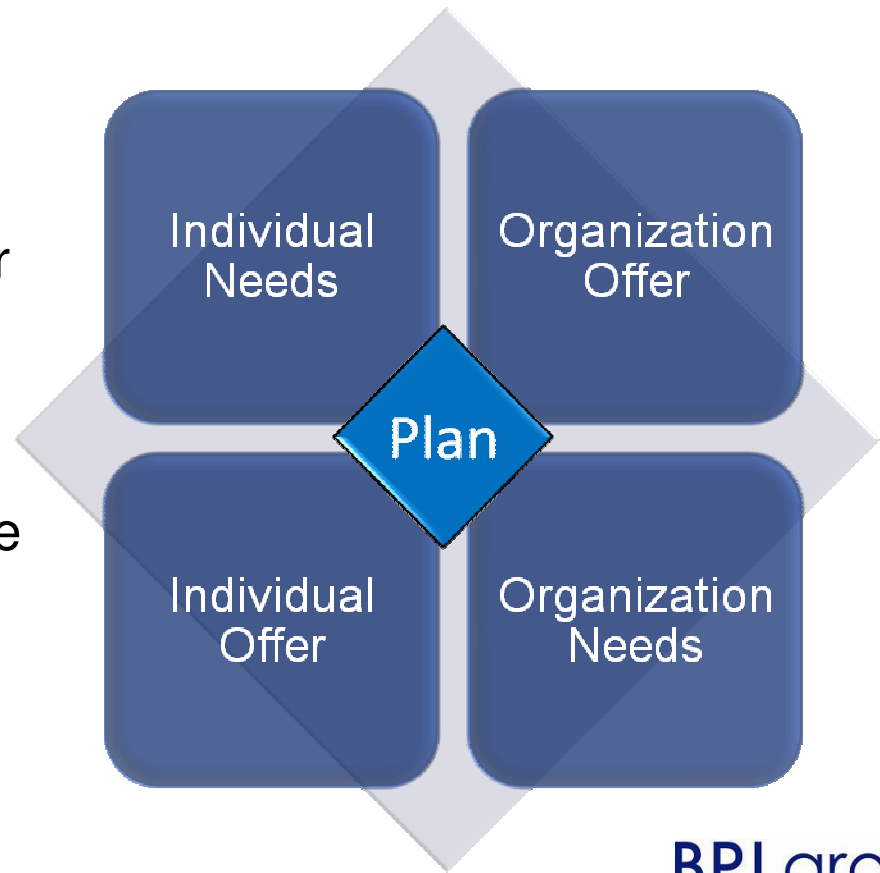 Individual
Needs
Organization
Offer
r
Plan
e
Individual
Offer
Organization
Needs